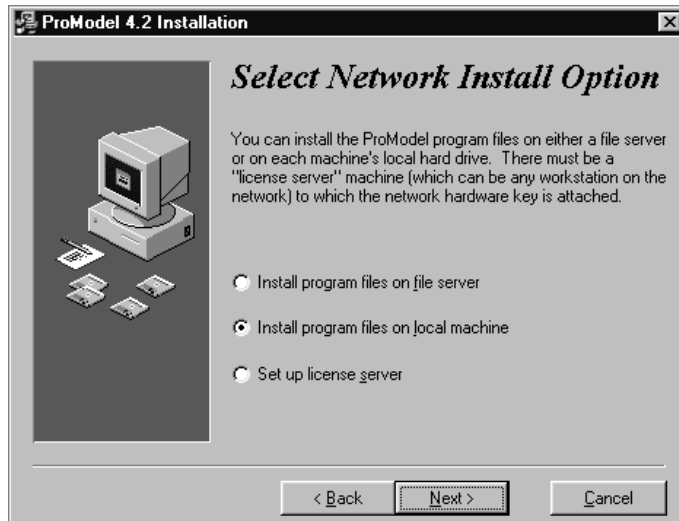 ProModel 4.2 Installation
Select Network Install Option
You can install the ProModel program files on either a file server
or on each machine's local hard drive.  There must be a
"license server" machine (which can be any workstation on the
network) to which the network hardware key is attached.
Install program files on file server
Install program files on local machine
Set up license server
< Back
Next >
Cancel